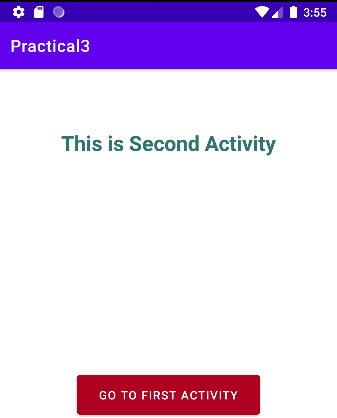 3:55
Practical3
This is Second Activity
GO TO FIRST ACTIVITY